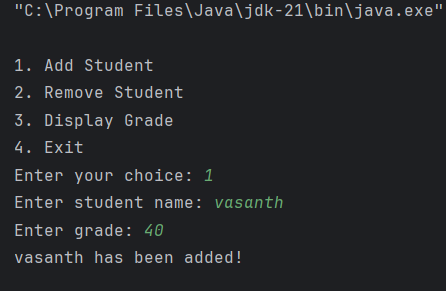 "C:\Program Files\Java\jdk-21\bin\java.exe"
1. Add Student
2. Remove Student
3. Display Grade
4. Exit
Enter your choice: 1
Enter student name: vasanth
Enter grade: 40
vasanth has been added!